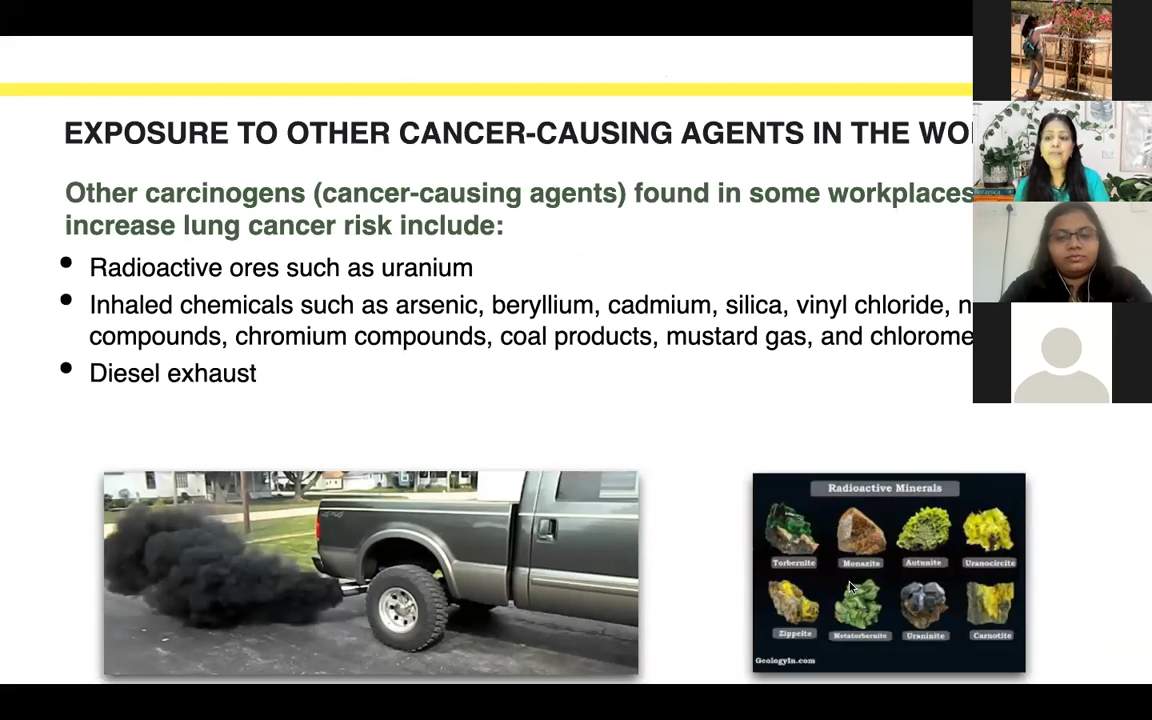 EXPOSURE TO OTHER CANCER-CAUSING AGENTS IN THE
Other carcinogens (cancer-causing agents) found in some workplaces
increase lung cancer risk include:
Radioactive ores such as uranium
Inhaled chemicals such as arsenic, beryllium, cadmium, silica, vinyl chloride,
compounds, chromium compounds, coal products, mustard gas, and
Diesel exhaust
Radioactive Minerals
Torbernite Monazite Autunite Uranocircite
Zippeite Metatorbernite Uraninite Carnotite
GeologyIn.com